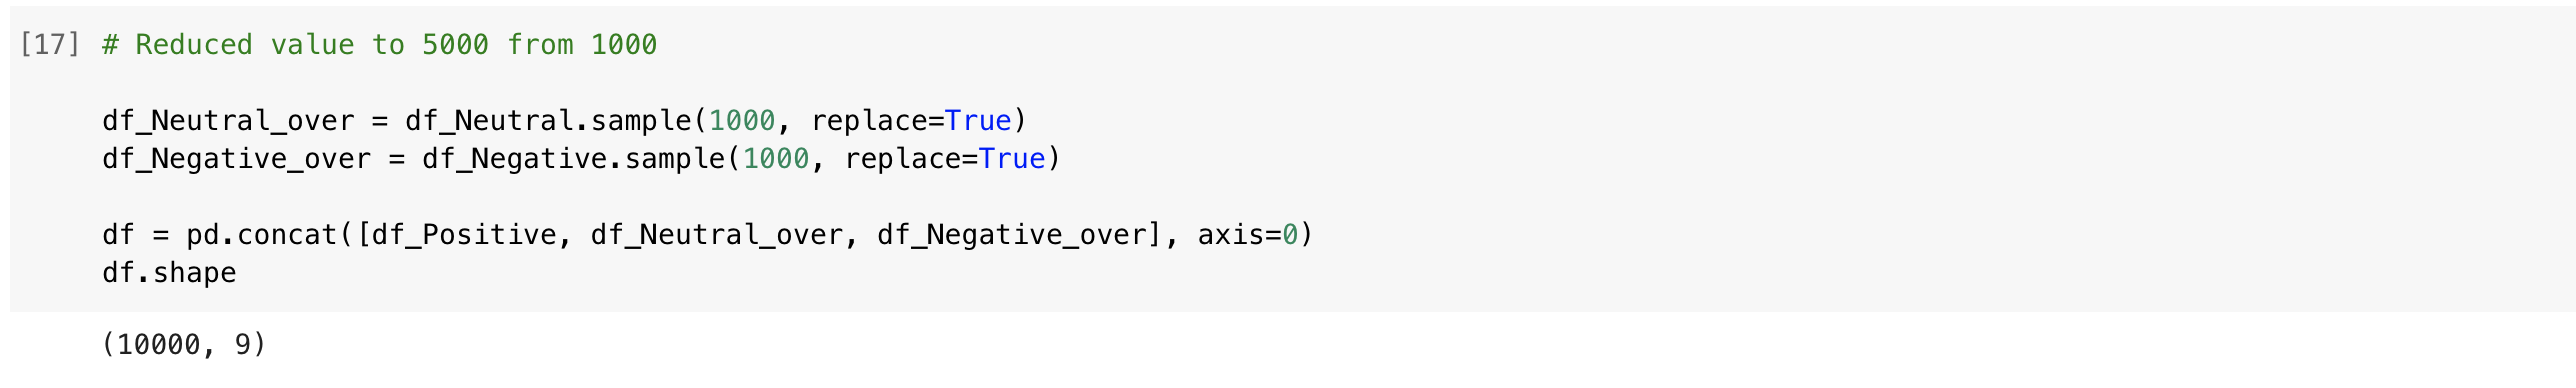 [17] # Reduced value to 5000 from 1000
df_Neutral_over = df_Neutral.sample(1000, replace=True)
df_Negative_over = df_Negative.sample(1000, replace=True)
df = pd.concat([df_Positive, df_Neutral_over, df_Negative_over], axis=0)
df.shape
(10000, 9)